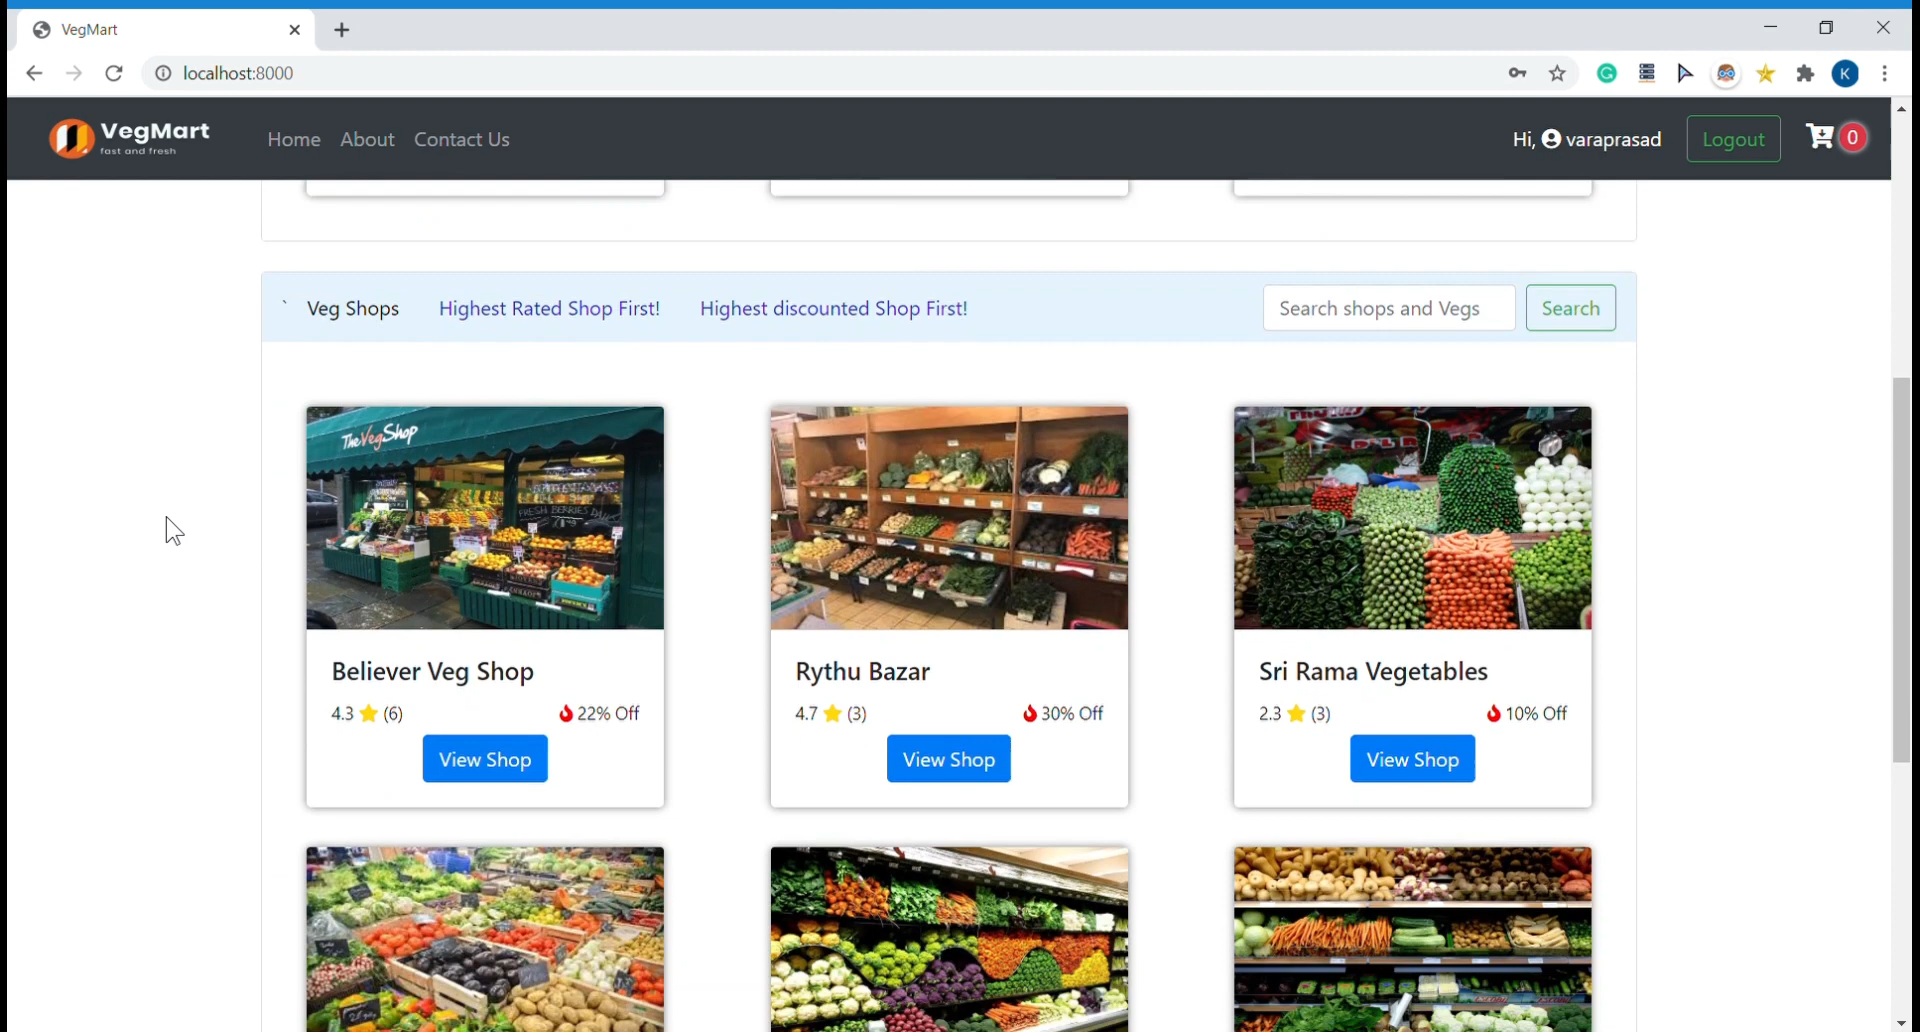 VegMart
localhost:8000
K
VegMart
fast and fresh
Home About Contact Us
Hi, varaprasad Logout 0
` Veg Shops Highest Rated Shop First! Highest discounted Shop First! Search shops and Vegs Search
TheVegShop
FRESH BERRIES
Believer Veg Shop
4.3 (6) 22% Off
View Shop
Rythu Bazar
4.7 (3) 30% Off
View Shop
Sri Rama Vegetables
2.3 (3) 10% Off
View Shop